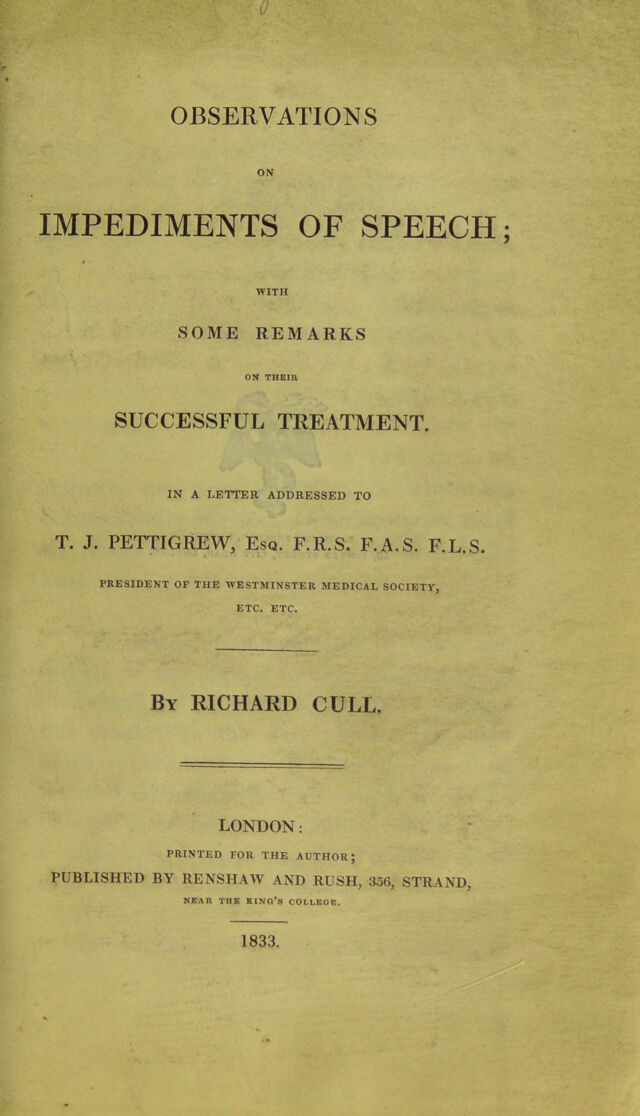 OBSERVATIONS
ON
IMPEDIMENTS OF SPEECH;
WITH
SOME REMARKS
ON THEIR
SUCCESSFUL TREATMENT.
IN A LETTER ADDRESSED TO
T. J. PETTIGREW, Esq. F.R.S. F.A.S. F.L.S.
PRESIDENT OF THE WESTMINSTER MEDICAL SOCIETY,
ETC. ETC.
By RICHARD CULL.
LONDON:
PRINTED FOR THE AUTHOR;
PUBLISHED BY RENSHAW AND RUSH, 356, STRAND,
NEAR THE KING'S COLLEGE.
1833.